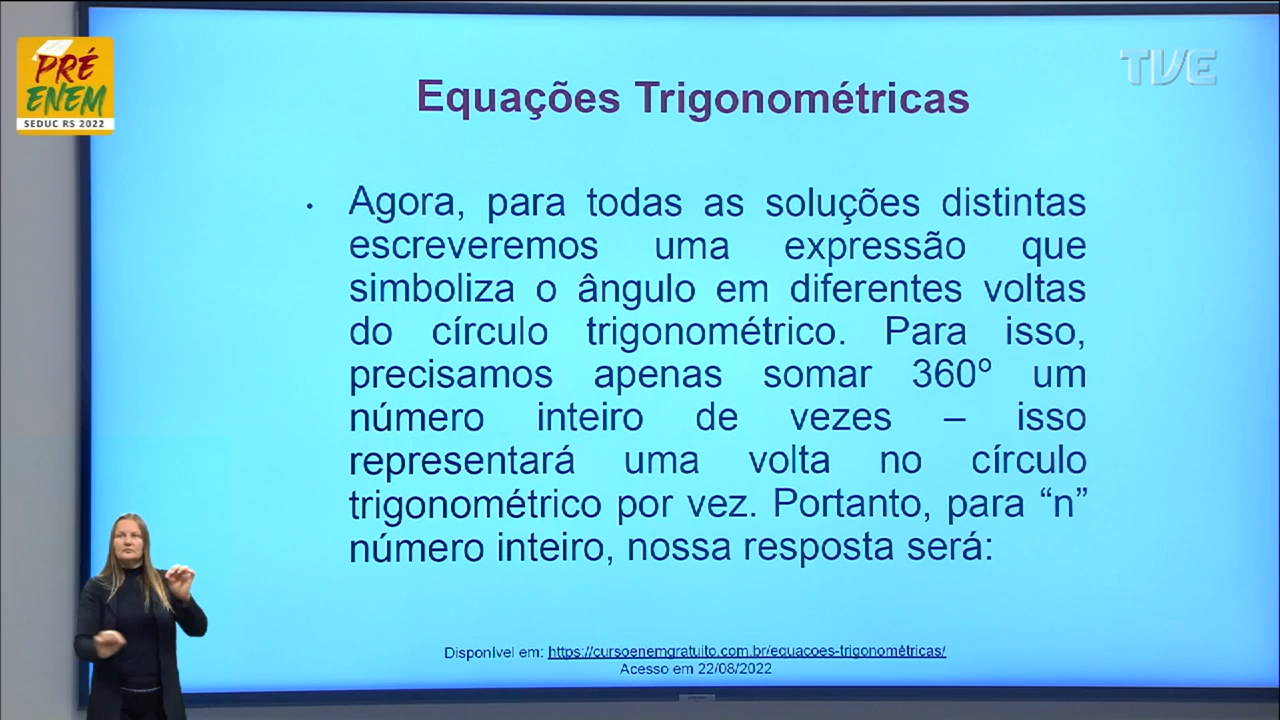 PRÉ
ENEM
SEDUC RS 2022
TVE
Equações Trigonométricas
• Agora, para todas as soluções distintas
escreveremos uma expressão que
simboliza o ângulo em diferentes voltas
do círculo trigonométrico. Para isso,
precisamos apenas somar 360º um
número inteiro de vezes – isso
representará uma volta no círculo
trigonométrico por vez. Portanto, para “n”
número inteiro, nossa resposta será:
Disponível em: https://cursoenemgratuito.com.br/equacoes-trigonométricas/
Acesso em 22/08/2022